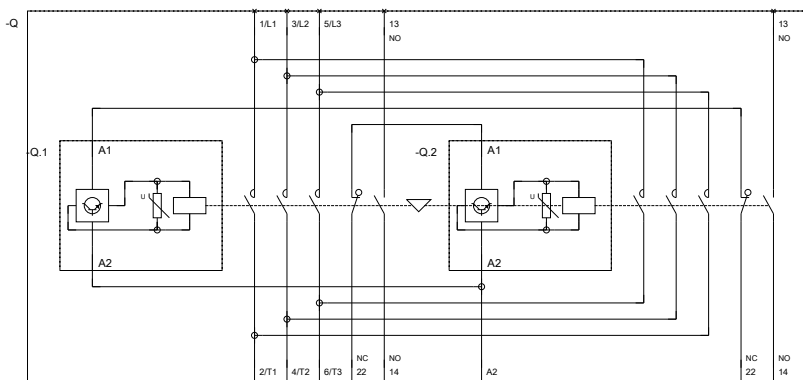 -Q
1/L1 3/L2 5/L3 13 13
NO NO
-Q.1 A1 -Q.2 A1
U U
A2 A2
NC NO NC NO
2/T1 4/T2 6/T3 22 14 A2 22 14